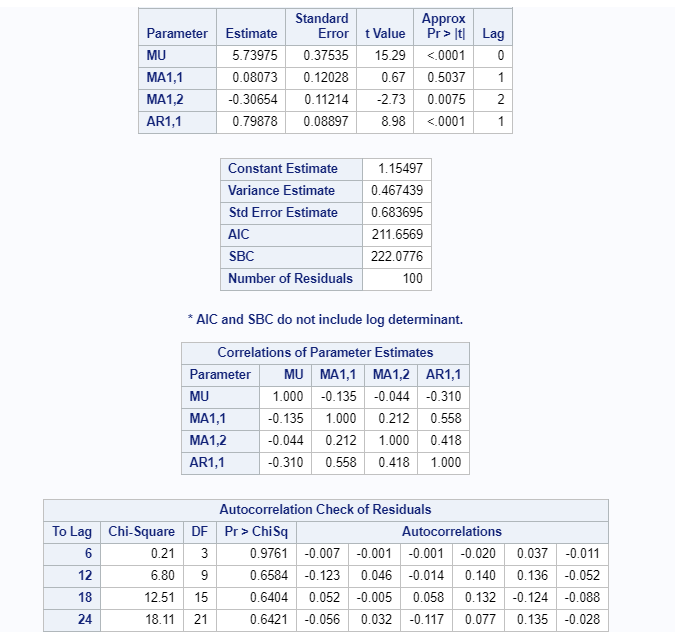 Parameter Estimate Standard Error t Value Approx Pr > |t| Lag
MU 5.73975 0.37535 15.29 <.0001 0
MA1,1 0.08073 0.12028 0.67 0.5037 1
MA1,2 -0.30654 0.11214 -2.73 0.0075 2
AR1,1 0.79878 0.08897 8.98 <.0001 1
Constant Estimate 1.15497
Variance Estimate 0.467439
Std Error Estimate 0.683695
AIC 211.6569
SBC 222.0776
Number of Residuals 100
* AIC and SBC do not include log determinant.
Correlations of Parameter Estimates
Parameter MU MA1,1 MA1,2 AR1,1
MU 1.000 -0.135 -0.044 -0.310
MA1,1 -0.135 1.000 0.212 0.558
MA1,2 -0.044 0.212 1.000 0.418
AR1,1 -0.310 0.558 0.418 1.000
Autocorrelation Check of Residuals
To Lag Chi-Square DF Pr > ChiSq Autocorrelations
6 0.21 3 0.9761 -0.007 -0.001 -0.001 -0.020 0.037 -0.011
12 6.80 9 0.6584 -0.123 0.046 -0.014 0.140 0.136 -0.052
18 12.51 15 0.6404 0.052 -0.005 0.058 0.132 -0.124 -0.088
24 18.11 21 0.6421 -0.056 0.032 -0.117 0.077 0.135 -0.028